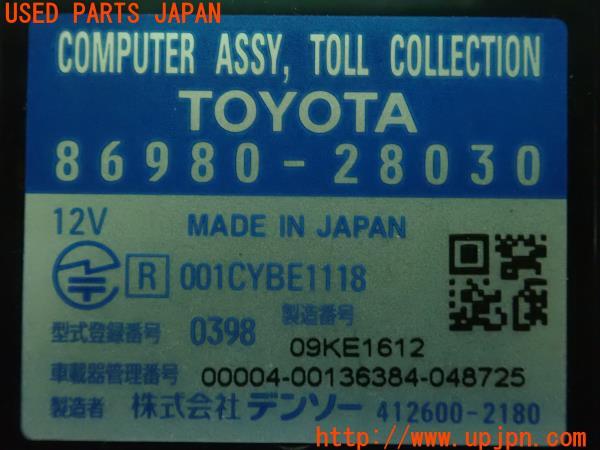 USED PARTS JAPAN
COMPUTER ASSY, TOLL COLLECTION
TOYOTA
86980-28030
12V MADE IN JAPAN
R 001CYBE1118
型式登録番号 0398 製造番号 09KE1612
車載器管理番号 00004-00136384-048725
製造者 株式会社 デンソー 412600-2180
http://www.upjpn.com/